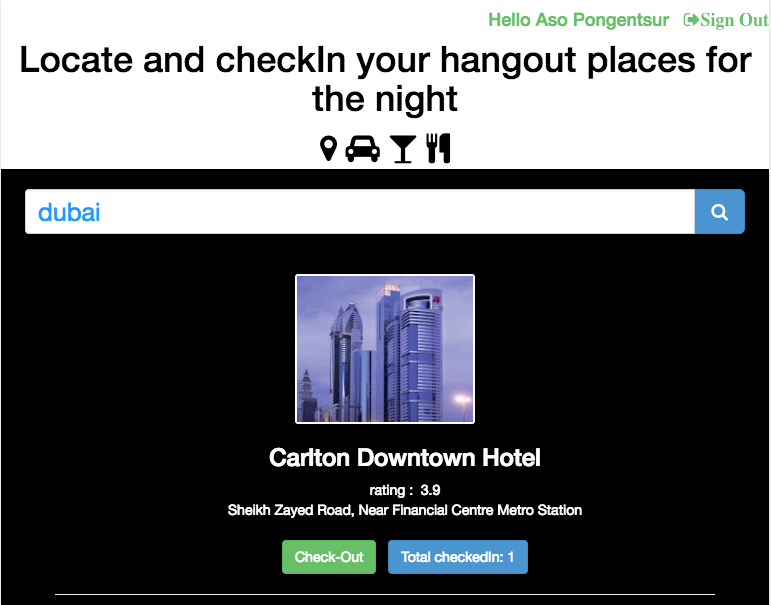 Hello Aso Pongentsur Sign Out
Locate and checkIn your hangout places for
the night
dubai
Carlton Downtown Hotel
rating : 3.9
Sheikh Zayed Road, Near Financial Centre Metro Station
Check-Out Total checkedIn: 1